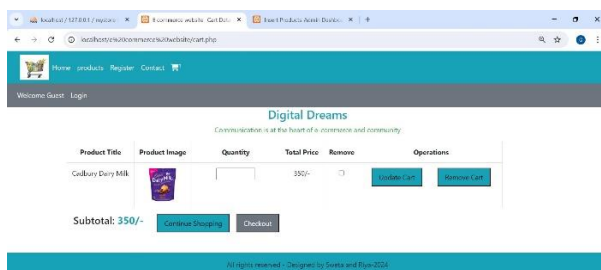 localhost / 127.0.0.1 / mystore
E commerce website Cart Deta
Insert Products Admin Dashbo
localhost/e%20commerce%20website/cart.php
Home products Register Contact
Welcome Guest Login
Digital Dreams
Communication is at the heart of e-commerce and community
Product Title Product Image Quantity Total Price Remove Operations
Cadbury Dairy Milk 350/- Update Cart Remove Cart
Subtotal: 350/- Continue Shopping Checkout
All rights reserved - Designed by Sweta and Riya-2024